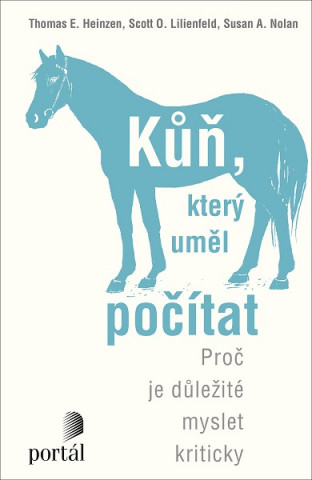 Thomas E. Heinzen, Scott O. Lilienfeld, Susan A. Nolan
Kůň,
který
uměl
počítat
Proč
je důležité
myslet
kriticky
portál